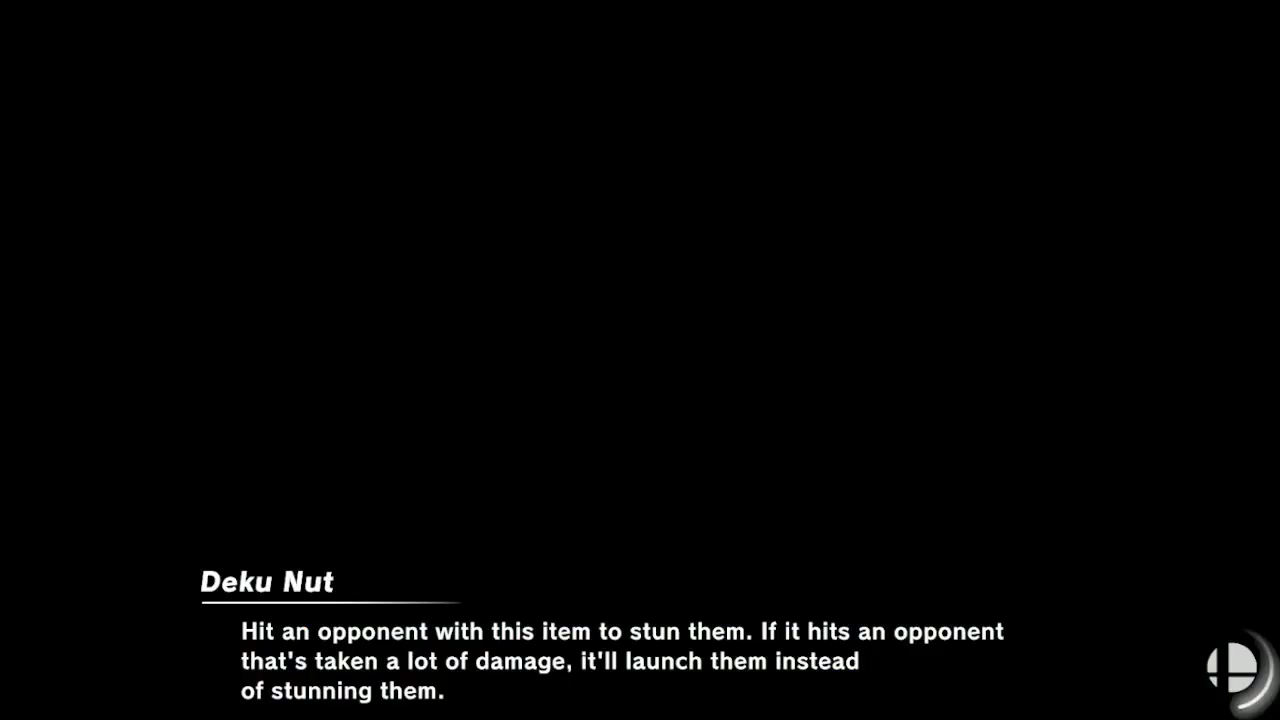 Deku Nut
Hit an opponent with this item to stun them. If it hits an opponent
that's taken a lot of damage, it'll launch them instead
of stunning them.